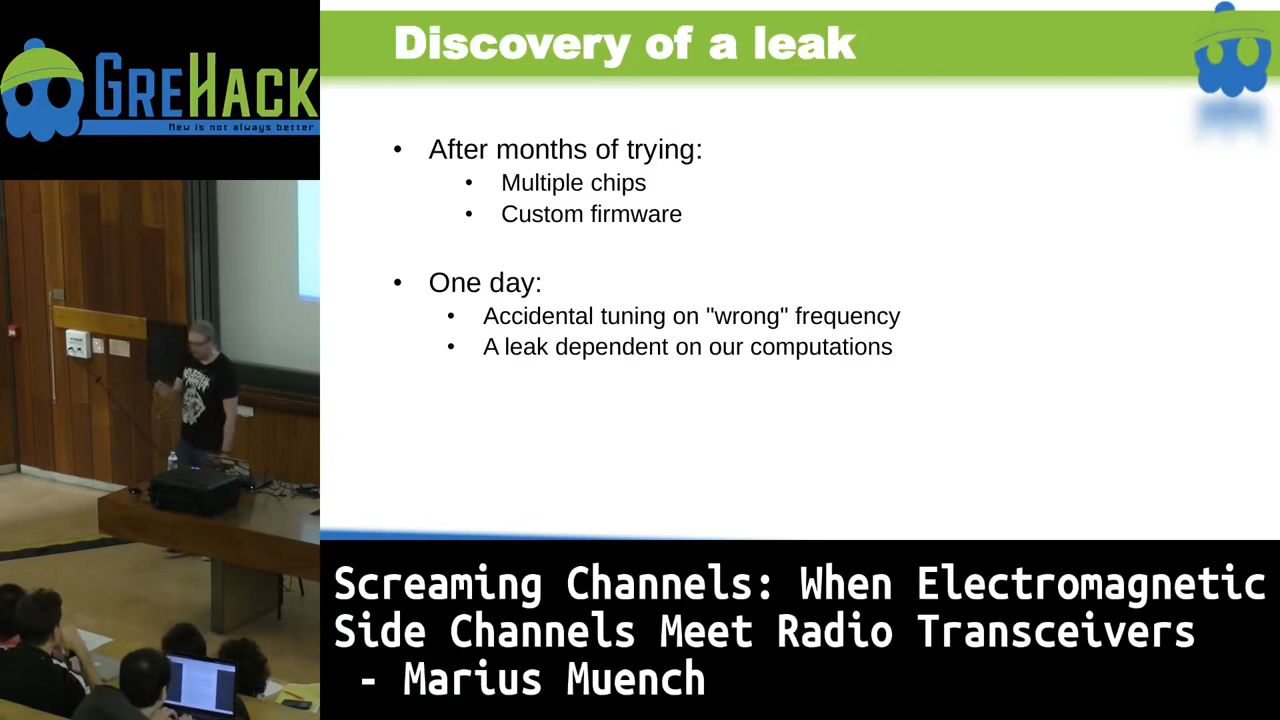 GREHACK
New is not always better
Discovery of a leak
• After months of trying:
• Multiple chips
• Custom firmware
• One day:
• Accidental tuning on "wrong" frequency
• A leak dependent on our computations
Screaming Channels: When Electromagnetic
Side Channels Meet Radio Transceivers
- Marius Muench